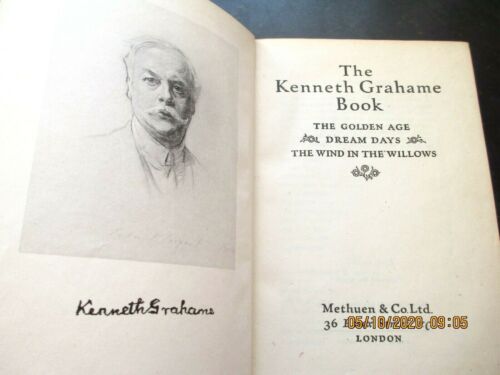 Kenneth Grahame
The
Kenneth Grahame
Book
THE GOLDEN AGE
DREAM DAYS
THE WIND IN THE WILLOWS
Methuen & Co. Ltd.
36
LONDON
05/10/2020 09:05